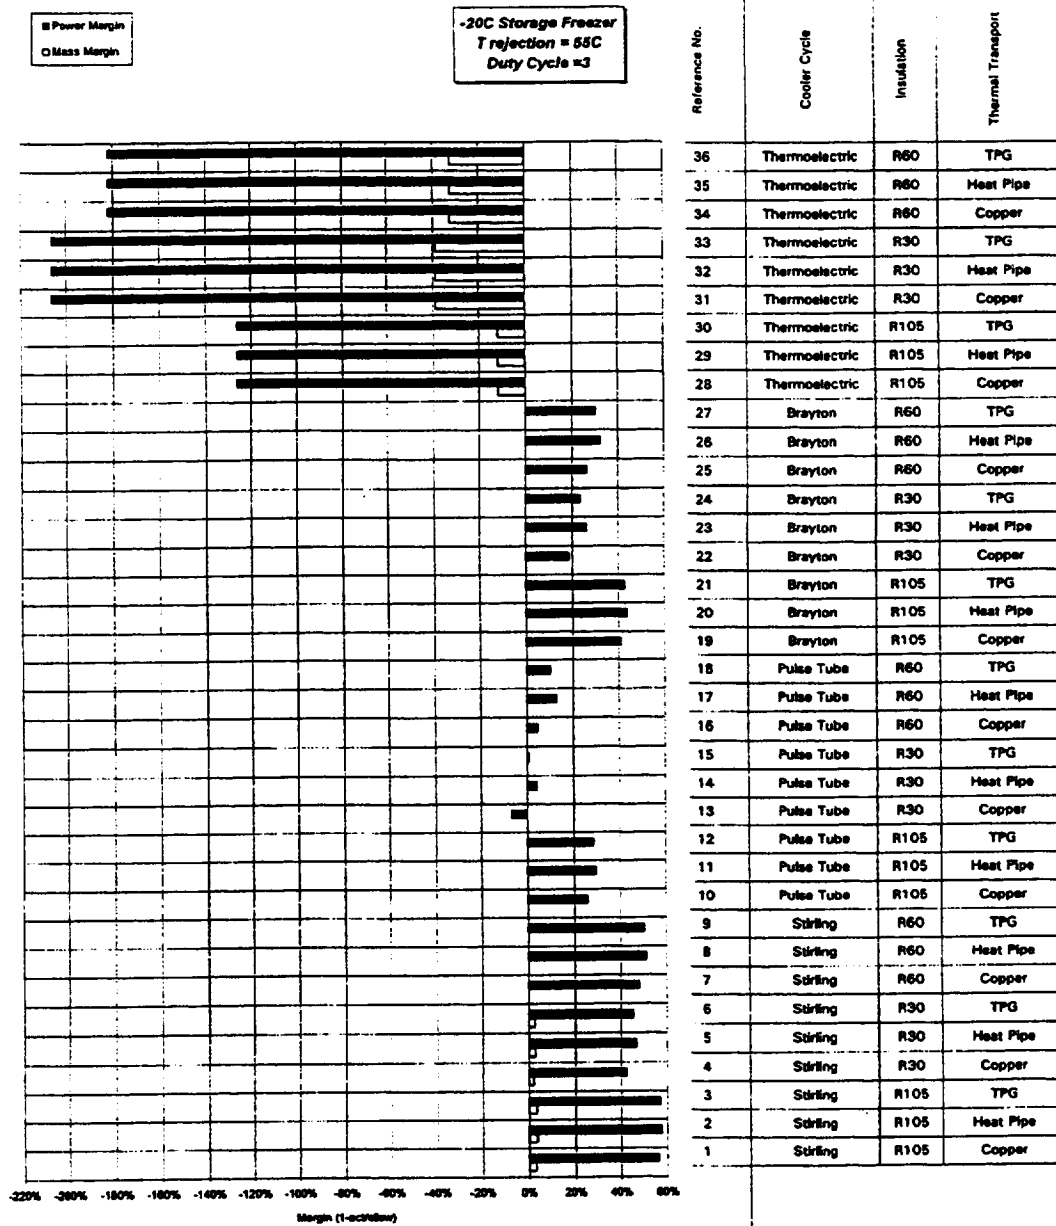 Power Margin
Mass Margin
-20C Storage Freezer
T rejection = 55C
Duty Cycle =3
Reference No. Cooler Cycle Insulation Thermal Transport
36 Thermoelectric R60 TPG
35 Thermoelectric R60 Heat Pipe
34 Thermoelectric R60 Copper
33 Thermoelectric R30 TPG
32 Thermoelectric R30 Heat Pipe
31 Thermoelectric R30 Copper
30 Thermoelectric R105 TPG
29 Thermoelectric R105 Heat Pipe
28 Thermoelectric R105 Copper
27 Brayton R60 TPG
26 Brayton R60 Heat Pipe
25 Brayton R60 Copper
24 Brayton R30 TPG
23 Brayton R30 Heat Pipe
22 Brayton R30 Copper
21 Brayton R105 TPG
20 Brayton R105 Heat Pipe
19 Brayton R105 Copper
18 Pulse Tube R60 TPG
17 Pulse Tube R60 Heat Pipe
16 Pulse Tube R60 Copper
15 Pulse Tube R30 TPG
14 Pulse Tube R30 Heat Pipe
13 Pulse Tube R30 Copper
12 Pulse Tube R105 TPG
11 Pulse Tube R105 Heat Pipe
10 Pulse Tube R105 Copper
9 Stirling R60 TPG
8 Stirling R60 Heat Pipe
7 Stirling R60 Copper
6 Stirling R30 TPG
5 Stirling R30 Heat Pipe
4 Stirling R30 Copper
3 Stirling R105 TPG
2 Stirling R105 Heat Pipe
1 Stirling R105 Copper
-220% -200% -180% -160% -140% -120% -100% -80% -60% -40% -20% 0% 20% 40% 60%
Margin (1-act/allow)